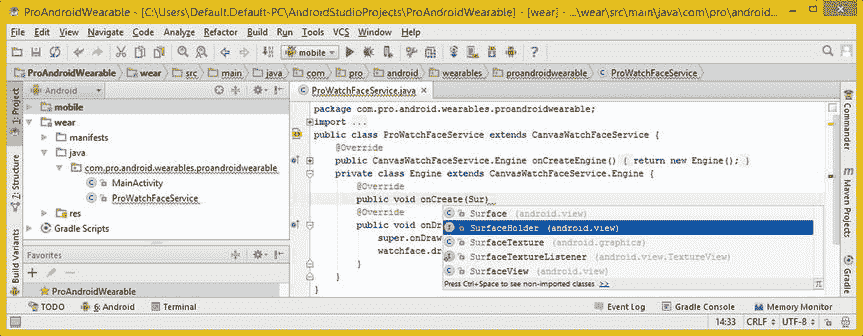 ProAndroidWearable - [C:\Users\Default.Default-PC\AndroidStudioProjects\ProAndroidWearable] - [wear] - ...\wear\src\main\java\com\pro\android...
File Edit View Navigate Code Analyze Refactor Build Run Tools VCS Window Help
mobile
ProAndroidWearable wear src main java com pro android wearables proandroidwearable ProWatchFaceService
1: Project
7: Structure
Build Variants
Android
mobile
wear
manifests
java
com.pro.android.wearables.proandroidwearable
MainActivity
ProWatchFaceService
res
Gradle Scripts
Favorites
ProAndroidWearable
ProWatchFaceService.java
package com.pro.android.wearables.proandroidwearable;
import ...
public class ProWatchFaceService extends CanvasWatchFaceService {
@Override
public CanvasWatchFaceService.Engine onCreateEngine() { return new Engine(); }
private class Engine extends CanvasWatchFaceService.Engine {
@Override
public void onCreate(Sur)
@Override
public void onDr
super.onDraw
watchface.dr
}
}
}
Surface (android.view)
SurfaceHolder (android.view)
SurfaceTexture (android.graphics)
SurfaceTextureListener (android.view.TextureView)
SurfaceView (android.view)
Press Ctrl+Space to see non-imported classes >>
π
Commander
Maven Projects
Gradle
TODO 6: Android Terminal Event Log Gradle Console Memory Monitor
14:33 CRLF UTF-8